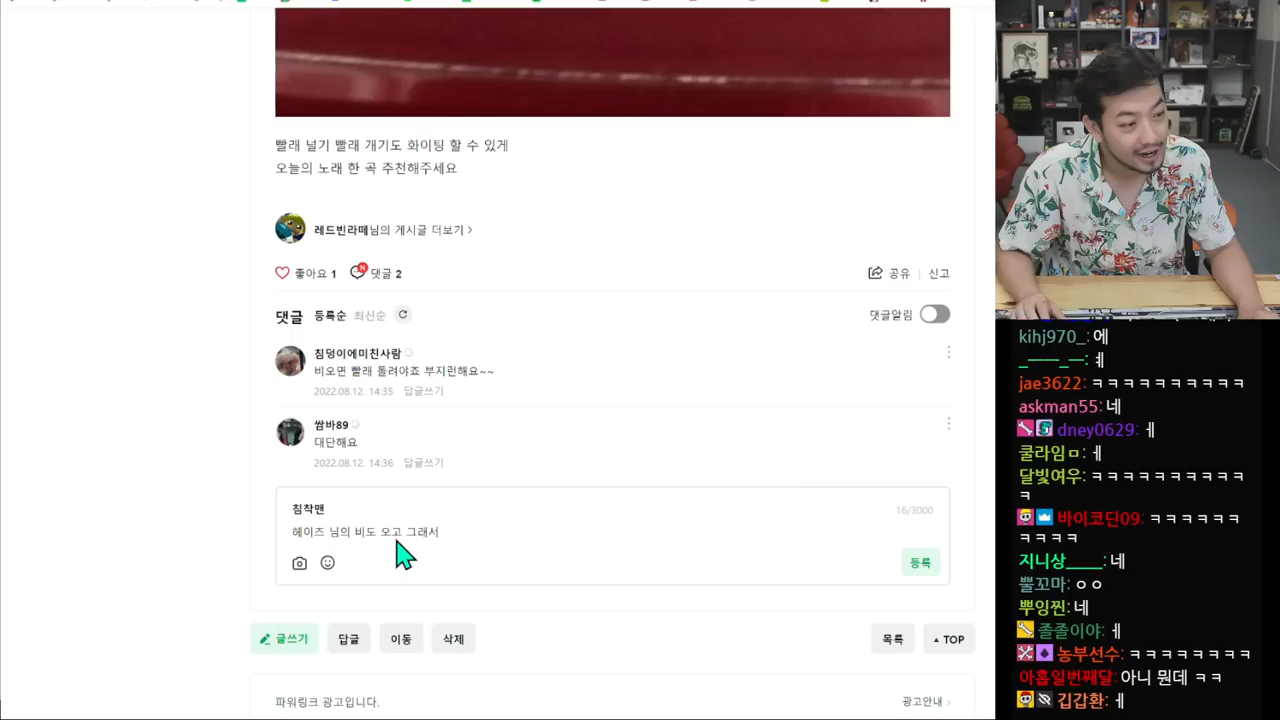 빨래 널기 빨래 개기도 화이팅 할 수 있게
오늘의 노래 한 곡 추천해주세요
레드빈라떼님의 게시글 더보기 >
좋아요 1 N 댓글 2
공유 신고
댓글 등록순 최신순
댓글알림
침덩이에미친사람
비오면 빨래 돌려야죠 부지런해요~~
2022.08.12. 14:35 답글쓰기
쌈바89
대단해요
2022.08.12. 14:36 답글쓰기
침착맨
16/3000
헤이즈 님의 비도 오고 그래서
등록
글쓰기 답글 이동 삭제
목록 ▲ TOP
파워링크 광고입니다.
광고안내 >
kihj970_: 에
_――_―: ㅖ
jae3622: ㅋㅋㅋㅋㅋㅋㅋㅋㅋㅋ
askman55: 네
dney0629: ㅔ
쿨라임ㅁ: ㅔ
달빛여우: ㅋㅋㅋㅋㅋㅋㅋㅋㅋㅋ
ㅋ
바이코딘09: ㅋㅋㅋㅋㅋㅋ
ㅋㅋㅋㅋ
지니상____: 네
뿔꼬마: ㅇㅇ
뿌잉찐: 네
졸졸이야: ㅔ
농부선수: ㅋㅋㅋㅋㅋㅋㅋㅋ
아홉일번째달: 아니 뭔데 ㅋㅋ
김갑환: ㅔ